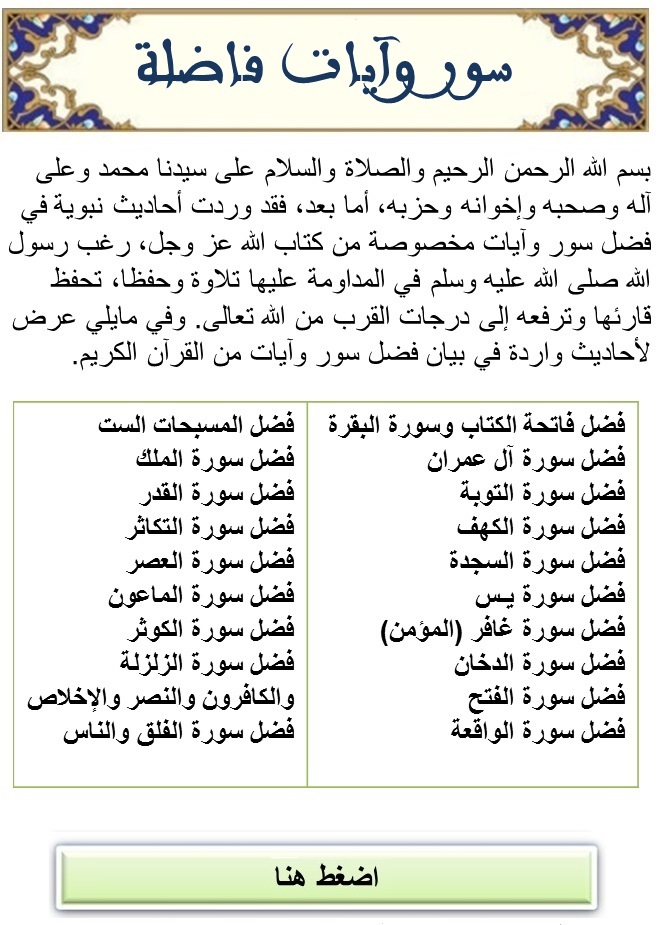 سور وآيات فاضلة
بسم الله الرحمن الرحيم والصلاة والسلام على سيدنا محمد وعلى
آله وصحبه وإخوانه وحزبه، أما بعد، فقد وردت أحاديث نبوية في
فضل سور وآيات مخصوصة من كتاب الله عز وجل، رغب رسول
الله صلى الله عليه وسلم في المداومة عليها تلاوة وحفظا، تحفظ
قارئها وترفعه إلى درجات القرب من الله تعالى. وفي مايلي عرض
لأحاديث واردة في بيان فضل سور وآيات من القرآن الكريم.
فضل فاتحة الكتاب وسورة البقرة
فضل سورة آل عمران
فضل سورة التوبة
فضل سورة الكهف
فضل سورة السجدة
فضل سورة يــس
فضل سورة غافر (المؤمن)
فضل سورة الدخان
فضل سورة الفتح
فضل سورة الواقعة
فضل المسبحات الست
فضل سورة الملك
فضل سورة القدر
فضل سورة التكاثر
فضل سورة العصر
فضل سورة الماعون
فضل سورة الكوثر
فضل سورة الزلزلة
والكافرون والنصر والإخلاص
فضل سورة الفلق والناس
اضغط هنا